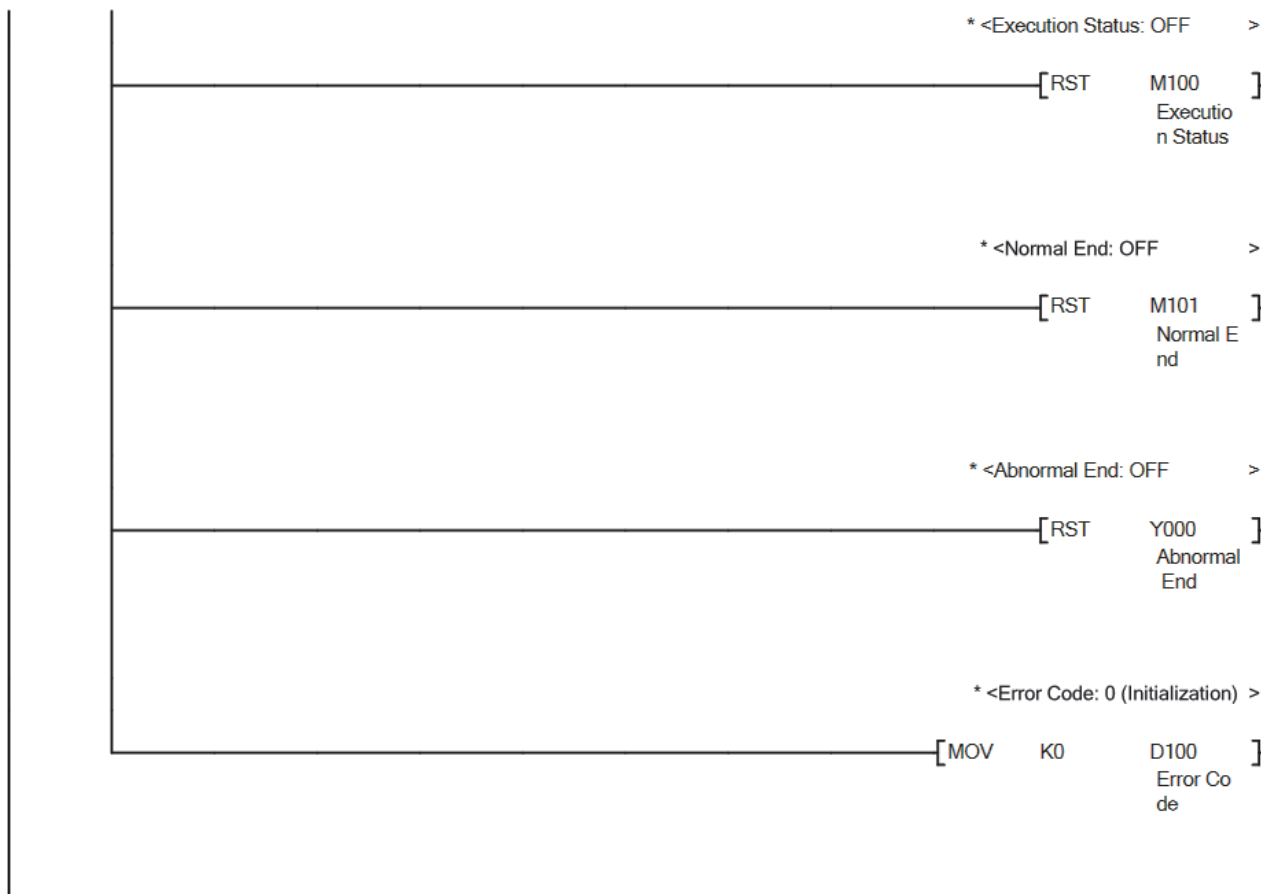 * <Execution Status: OFF >
[RST M100 ]
Executio
n Status
* <Normal End: OFF >
[RST M101 ]
Normal E
nd
* <Abnormal End: OFF >
[RST Y000 ]
Abnormal
End
* <Error Code: 0 (Initialization) >
[MOV K0 D100 ]
Error Co
de